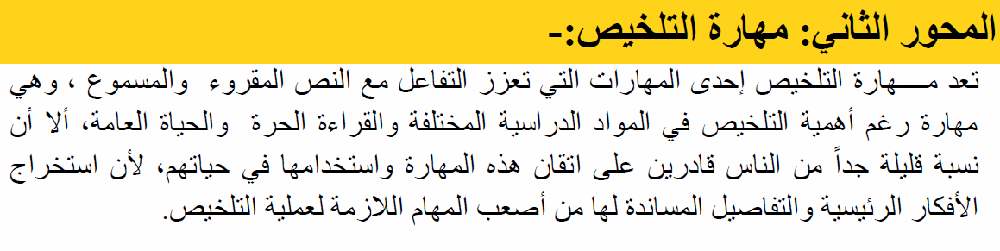 المحور الثاني: مهارة التلخيص:-
تعد مــــهارة التلخيص إحدى المهارات التي تعزز التفاعل مع النص المقروء والمسموع ، وهي
مهارة رغم أهمية التلخيص في المواد الدراسية المختلفة والقراءة الحرة والحياة العامة، ألا أن
نسبة قليلة جداً من الناس قادرين على اتقان هذه المهارة واستخدامها في حياتهم، لأن استخراج
الأفكار الرئيسية والتفاصيل المساندة لها من أصعب المهام اللازمة لعملية التلخيص.